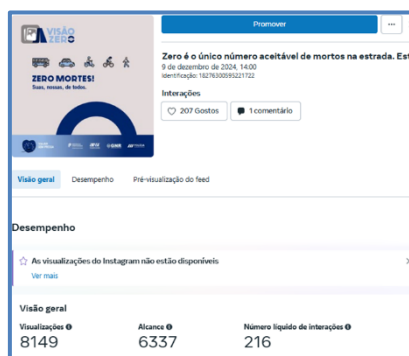 VISÃO
ZERO
ZERO MORTES!
Suas, nossas, de todos.
Promover
...
Zero é o único número aceitável de mortos na estrada. Est
9 de dezembro de 2024, 14:00
Identificação: 18276300595221722
Interações
207 Gostos
1 comentário
Visão geral
Desempenho
Pré-visualização do feed
Desempenho
As visualizações do Instagram não estão disponíveis
Ver mais
Visão geral
Visualizações
Alcance
Número líquido de interações
8149
6337
216